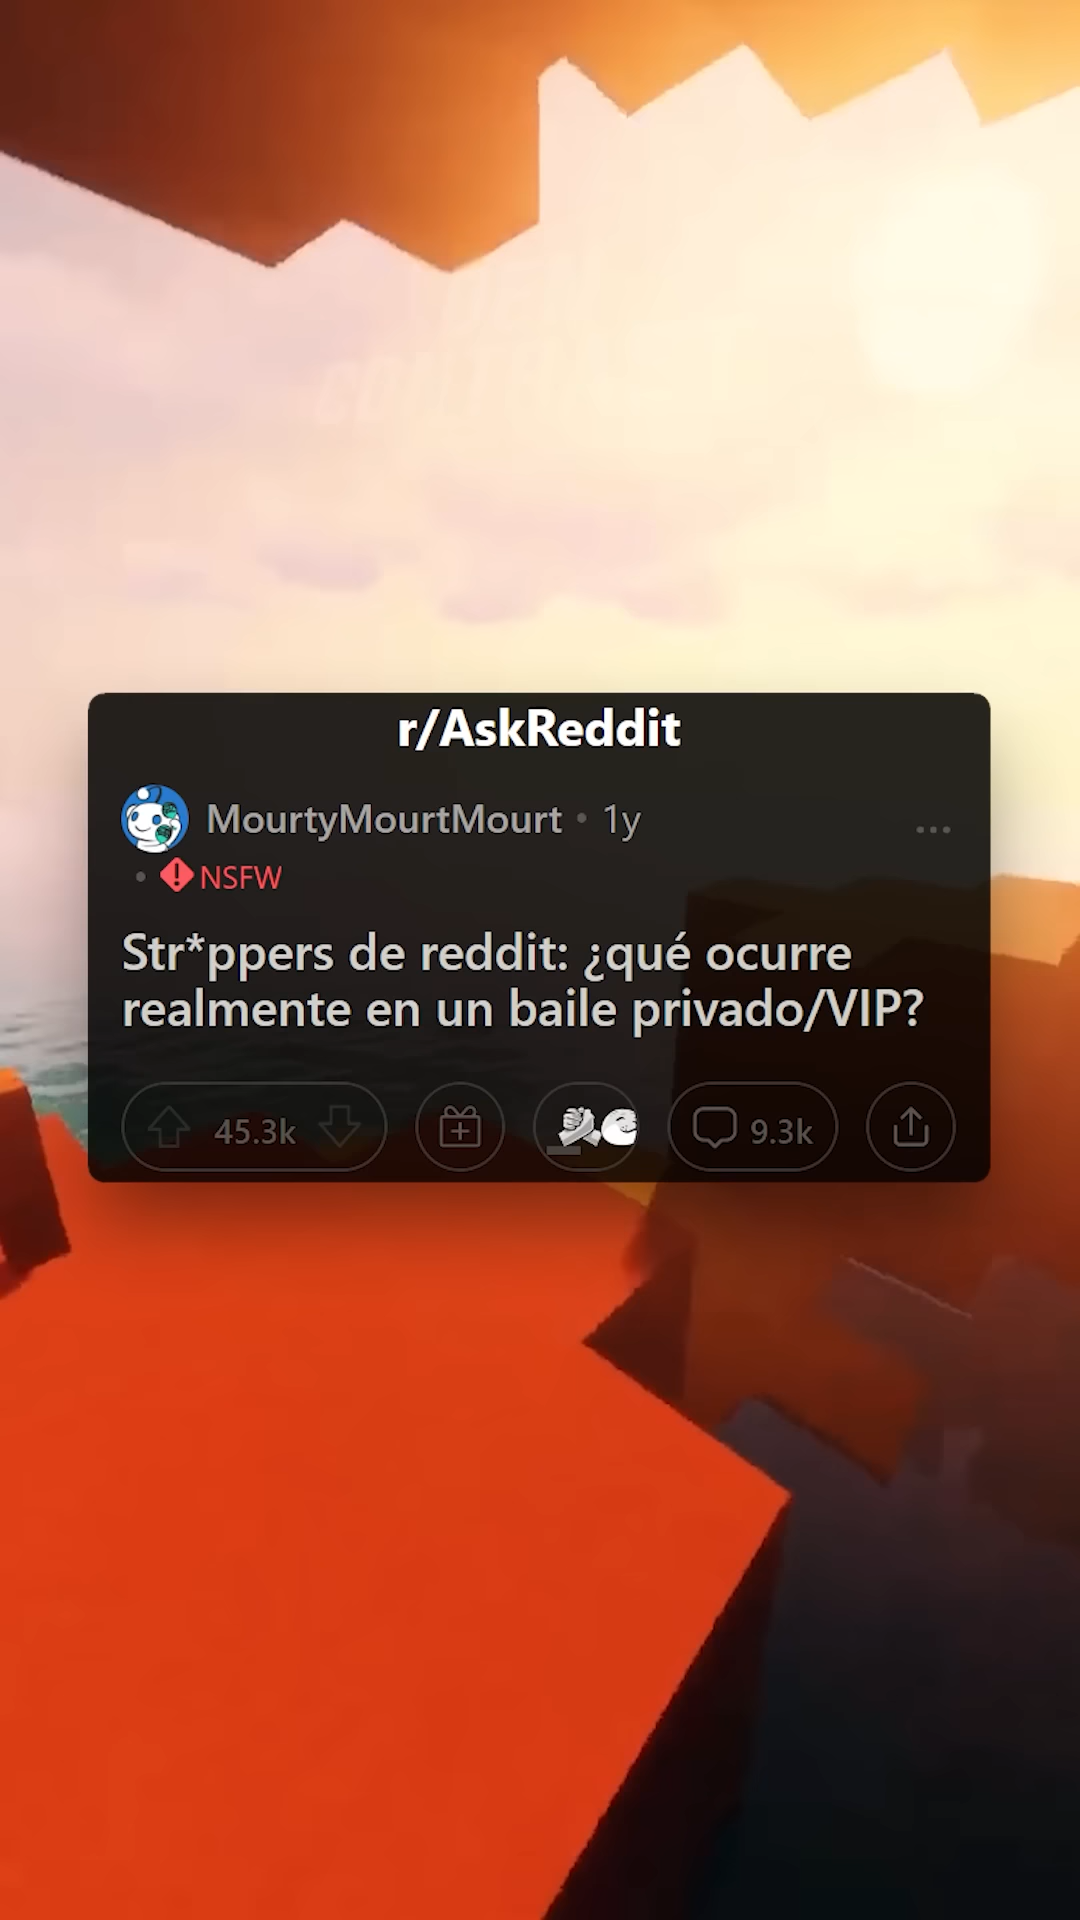 r/AskReddit
MourtyMourtMourt • 1y
• NSFW
Str*ppers de reddit: ¿qué ocurre
realmente en un baile privado/VIP?
45.3k
9.3k